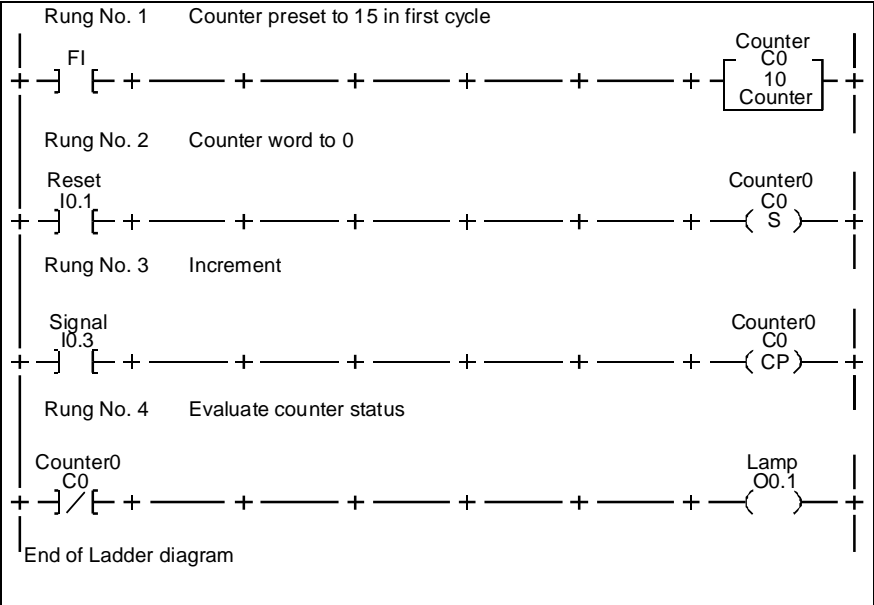 Rung No. 1 Counter preset to 15 in first cycle
FI
Counter
C0
10
Counter
Rung No. 2 Counter word to 0
Reset
I0.1
Counter0
C0
S
Rung No. 3 Increment
Signal
I0.3
Counter0
C0
CP
Rung No. 4 Evaluate counter status
Counter0
C0
Lamp
O0.1
End of Ladder diagram